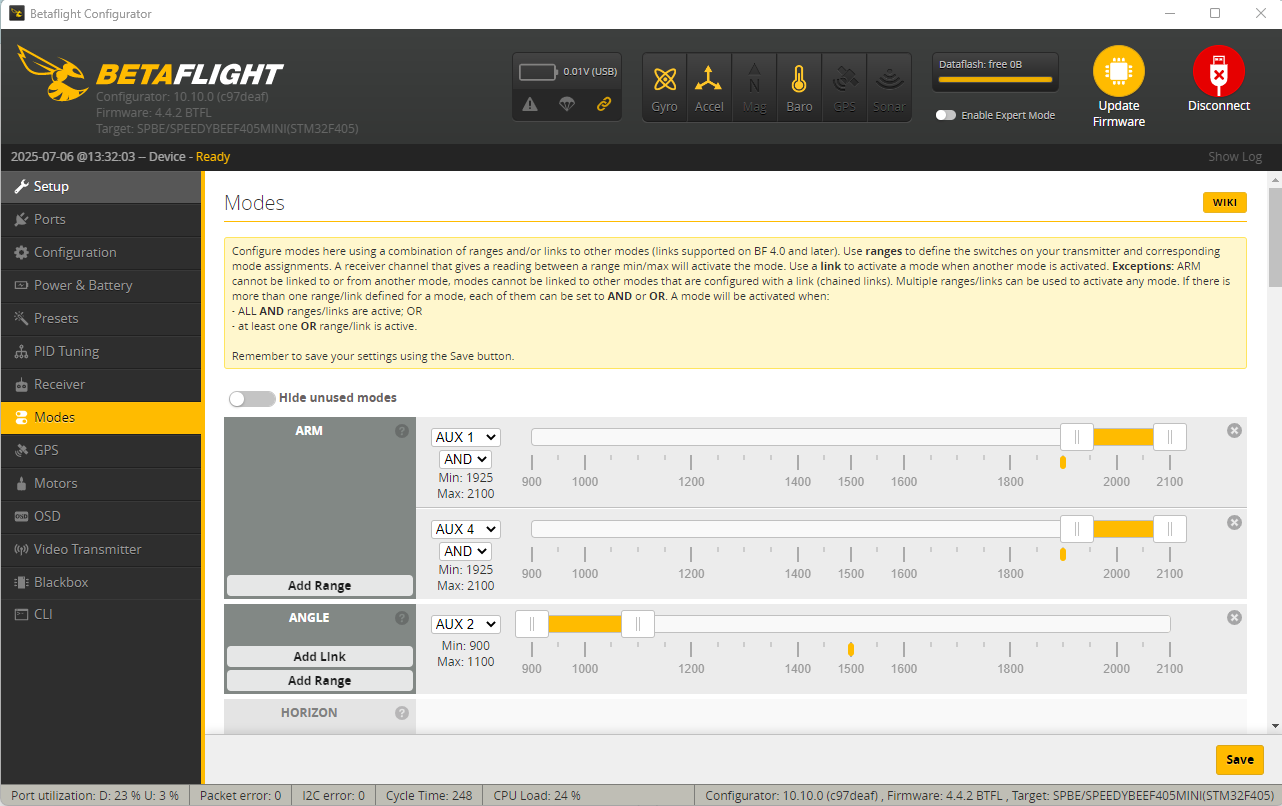 Betaflight Configurator
BETAFLIGHT
Configurator: 10.10.0 (c97deaf)
Firmware: 4.4.2 BTFL
Target: SPBE/SPEEDYBEEF405MINI(STM32F405)
0.01V (USB)
Gyro
Accel
N
Mag
Baro
GPS
Sonar
Dataflash: free 0B
Enable Expert Mode
Update
Firmware
Disconnect
2025-07-06 @13:32:03 -- Device - Ready
Show Log
Setup
Ports
Configuration
Power & Battery
Presets
PID Tuning
Receiver
Modes
GPS
Motors
OSD
Video Transmitter
Blackbox
CLI
Modes
WIKI
Configure modes here using a combination of ranges and/or links to other modes (links supported on BF 4.0 and later). Use ranges to define the switches on your transmitter and corresponding
mode assignments. A receiver channel that gives a reading between a range min/max will activate the mode. Use a link to activate a mode when another mode is activated. Exceptions: ARM
cannot be linked to or from another mode, modes cannot be linked to other modes that are configured with a link (chained links). Multiple ranges/links can be used to activate any mode. If there is
more than one range/link defined for a mode, each of them can be set to AND or OR. A mode will be activated when:
- ALL AND ranges/links are active; OR
- at least one OR range/link is active.
Remember to save your settings using the Save button.
Hide unused modes
ARM
?
AUX 1
AND
Min: 1925
Max: 2100
900 1000 1200 1400 1500 1600 1800 2000 2100
AUX 4
AND
Min: 1925
Max: 2100
900 1000 1200 1400 1500 1600 1800 2000 2100
Add Range
ANGLE
?
AUX 2
Min: 900
Max: 1100
900 1000 1200 1400 1500 1600 1800 2000 2100
Add Link
Add Range
HORIZON
?
Save
Port utilization: D: 23 % U: 3 %
Packet error: 0
I2C error: 0
Cycle Time: 248
CPU Load: 24 %
Configurator: 10.10.0 (c97deaf) , Firmware: 4.4.2 BTFL , Target: SPBE/SPEEDYBEEF405MINI(STM32F405)